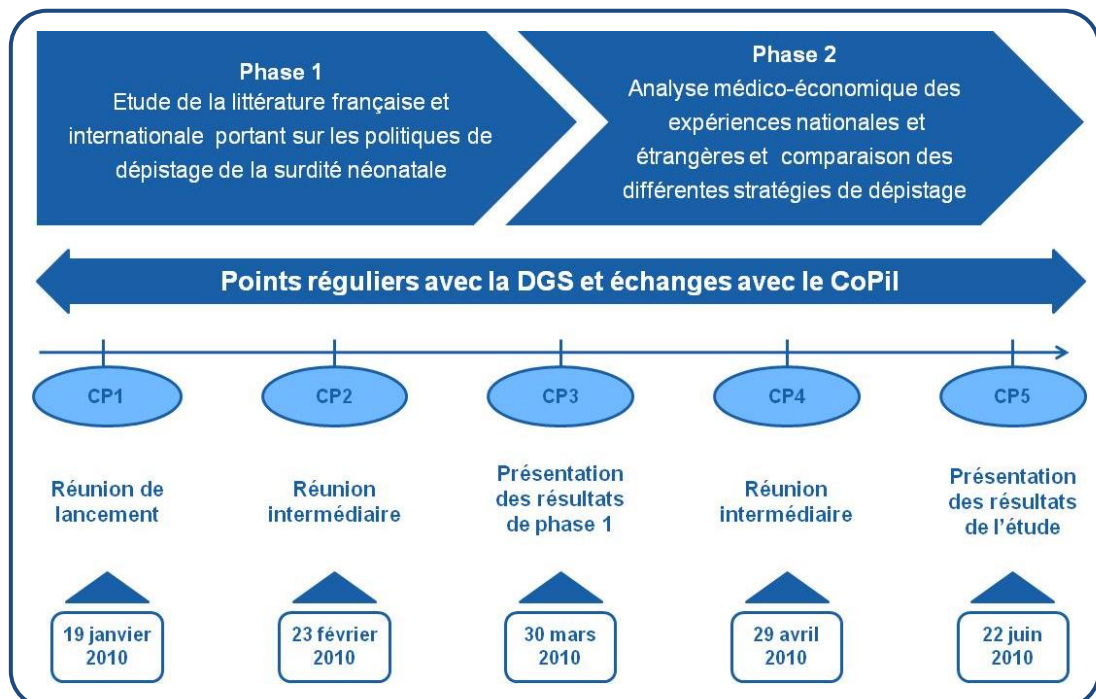 Phase 1
Etude de la littérature française et
internationale portant sur les politiques de
dépistage de la surdité néonatale
Phase 2
Analyse médico-économique des
expériences nationales et
étrangères et comparaison des
différentes stratégies de dépistage
Points réguliers avec la DGS et échanges avec le CoPil
CP1
CP2
CP3
CP4
CP5
Réunion de
lancement
Réunion
intermédiaire
Présentation
des résultats
de phase 1
Réunion
intermédiaire
Présentation
des résultats
de l'étude
19 janvier
2010
23 février
2010
30 mars
2010
29 avril
2010
22 juin
2010